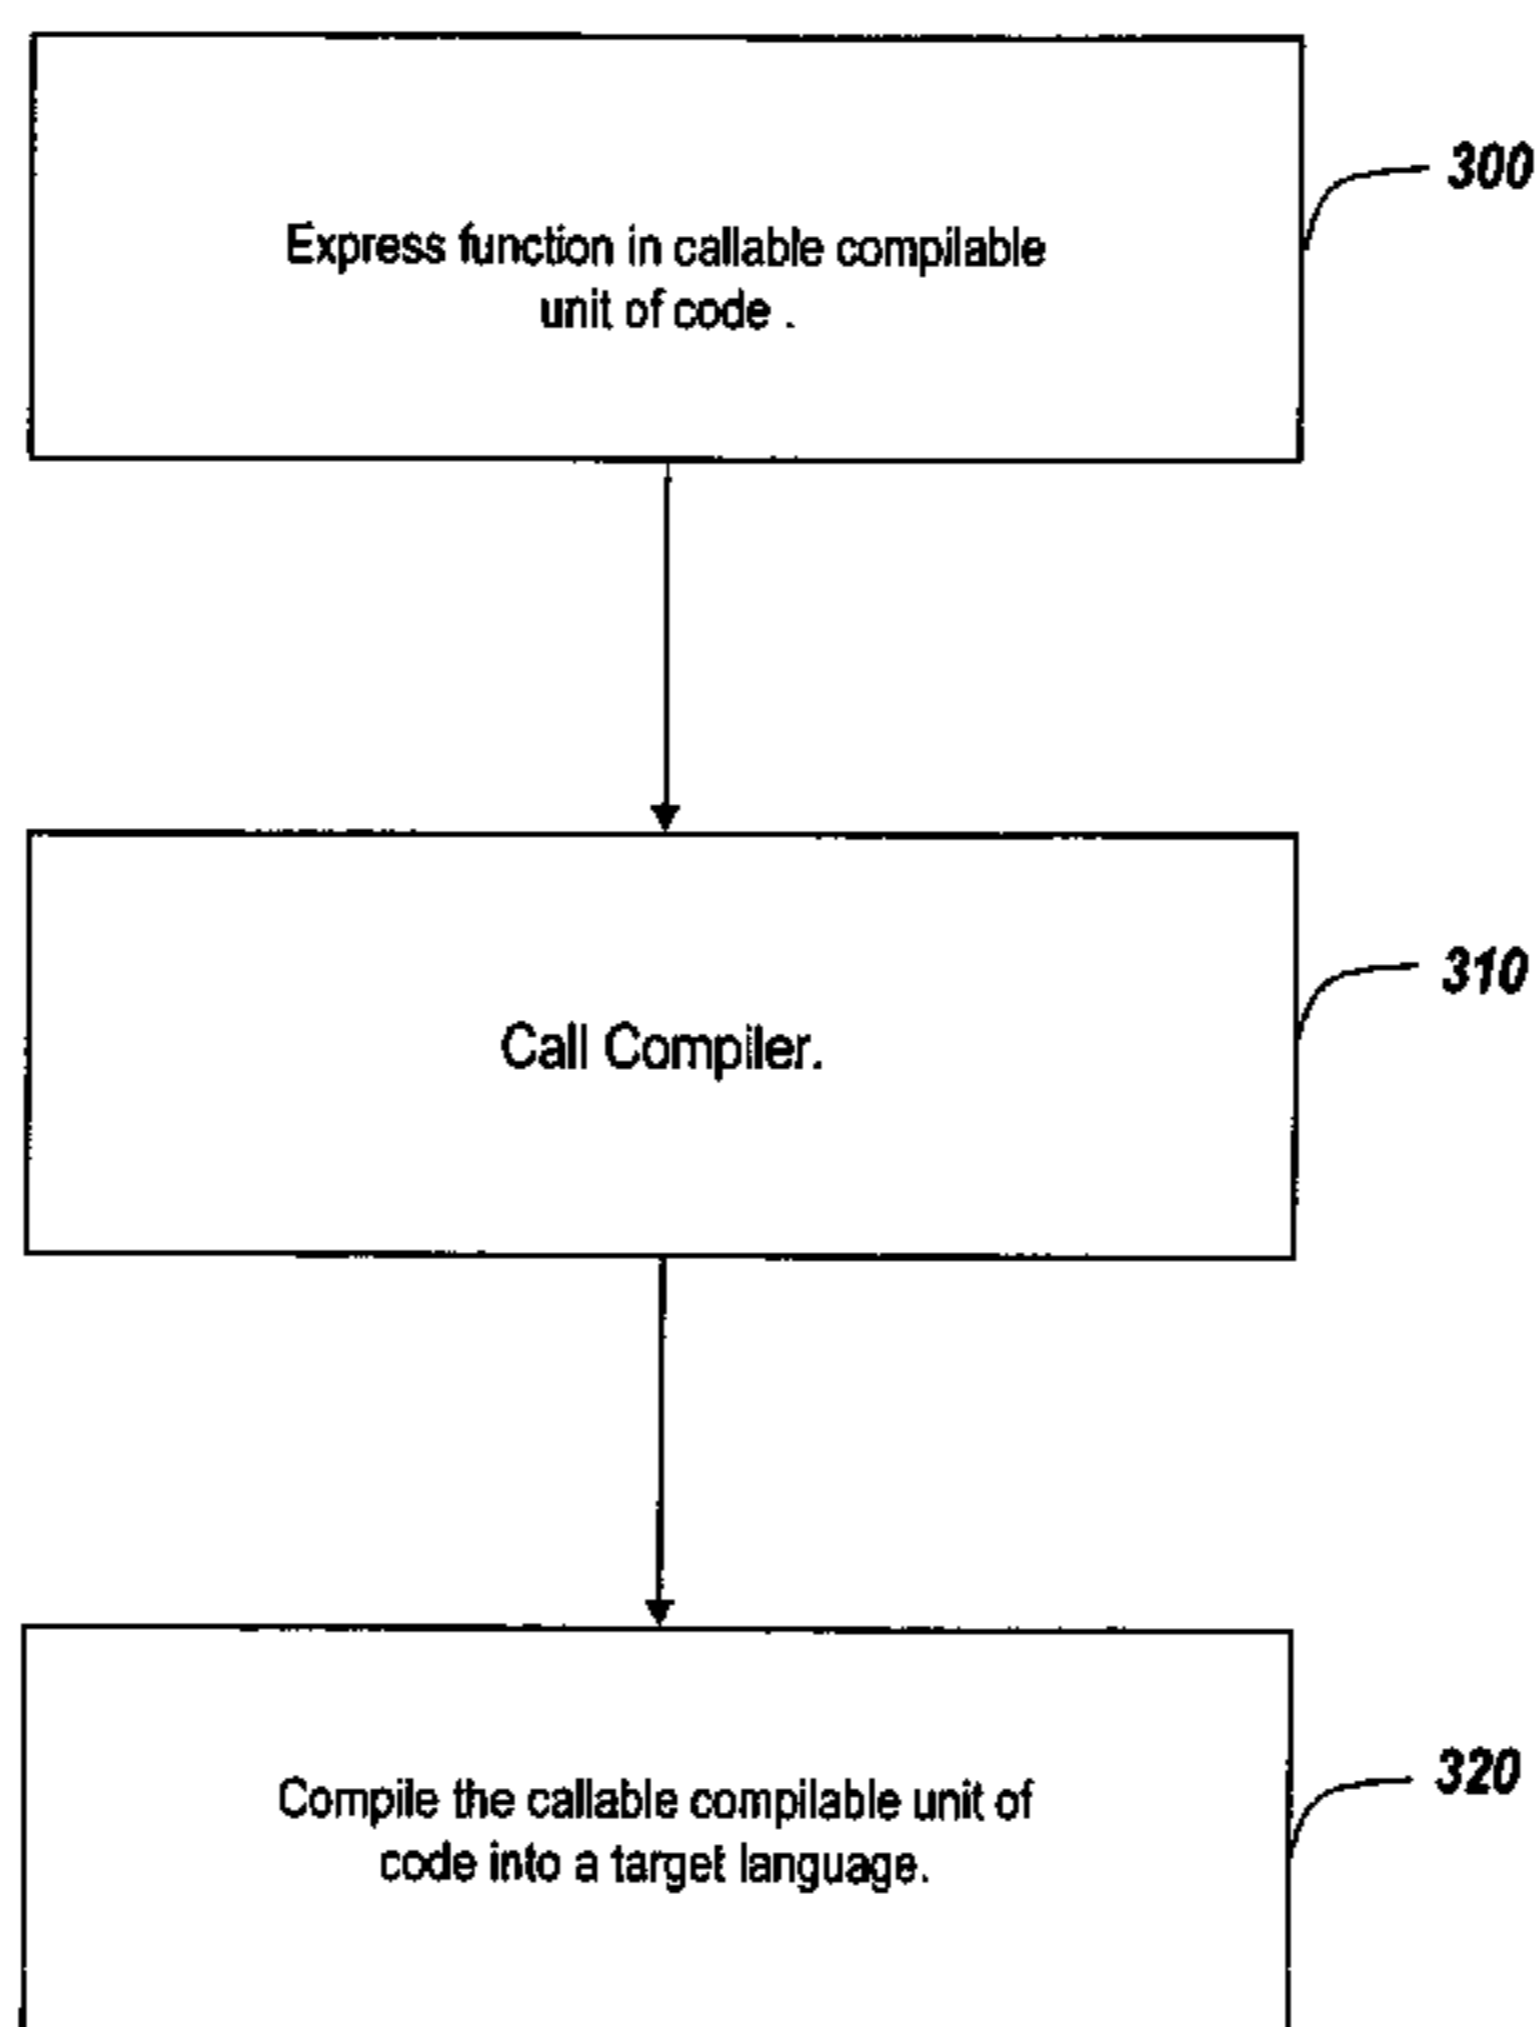 300
Express function in callable compilable
unit of code .
310
Call Compiler.
320
Compile the callable compilable unit of
code into a target language.